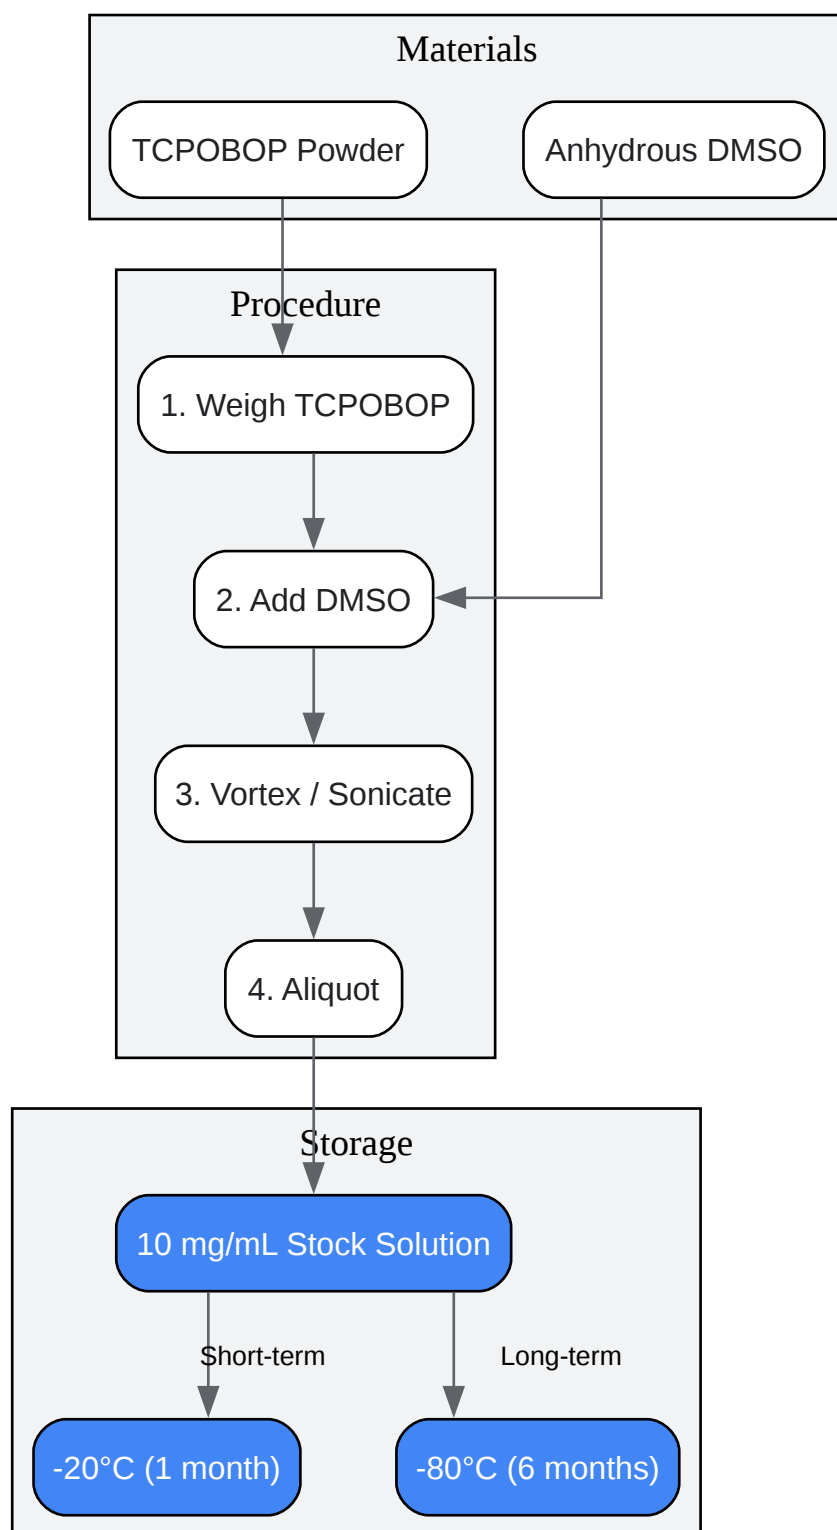 Materials
TCPOBOP Powder
Anhydrous DMSO
Procedure
1. Weigh TCPOBOP
2. Add DMSO
3. Vortex / Sonicate
4. Aliquot
Storage
10 mg/mL Stock Solution
Short-term
Long-term
-20°C (1 month)
-80°C (6 months)